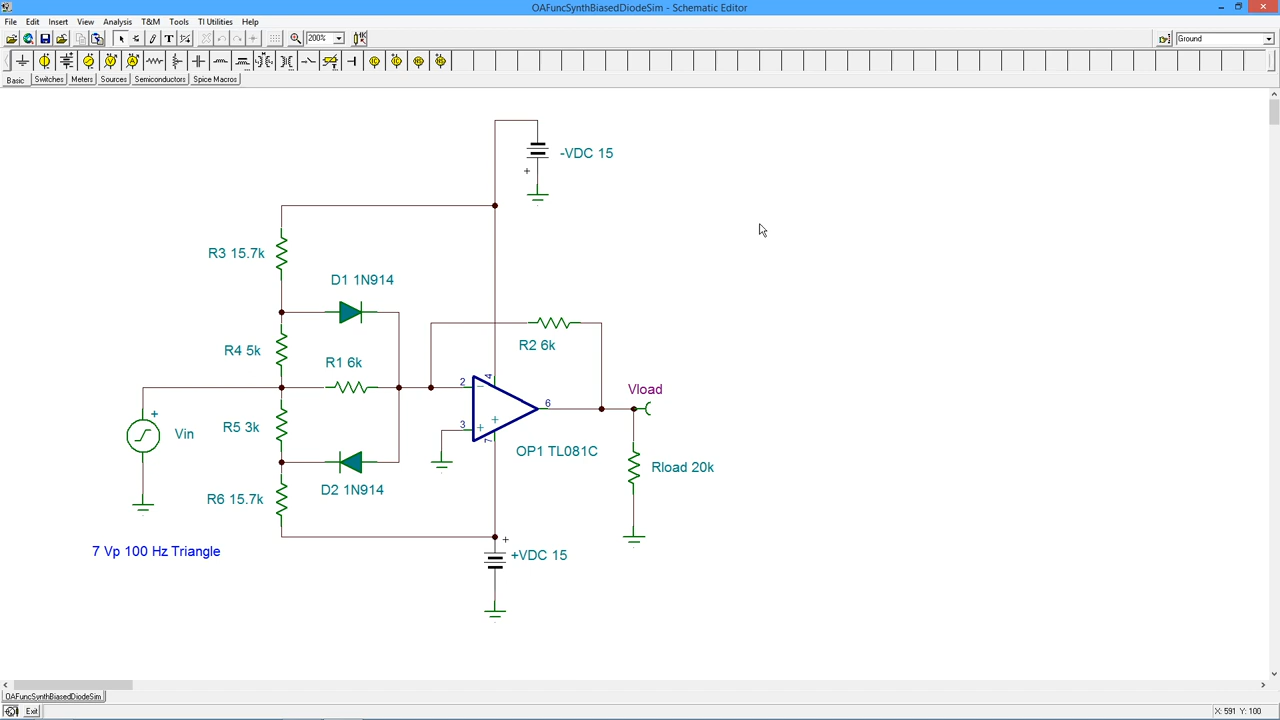 OAFuncSynthBiasedDiodeSim - Schematic Editor
File Edit Insert View Analysis T&M Tools TI Utilities Help
200% Ground
Basic Switches Meters Sources Semiconductors Spice Macros
-VDC 15
+
R3 15.7k
D1 1N914
R4 5k
R1 6k
R2 6k
Vload
2 4
6
3 7
+
Vin
R5 3k
OP1 TL081C
Rload 20k
D2 1N914
R6 15.7k
7 Vp 100 Hz Triangle
+
+VDC 15
OAFuncSynthBiasedDiodeSim
Exit X: 591 Y: 100